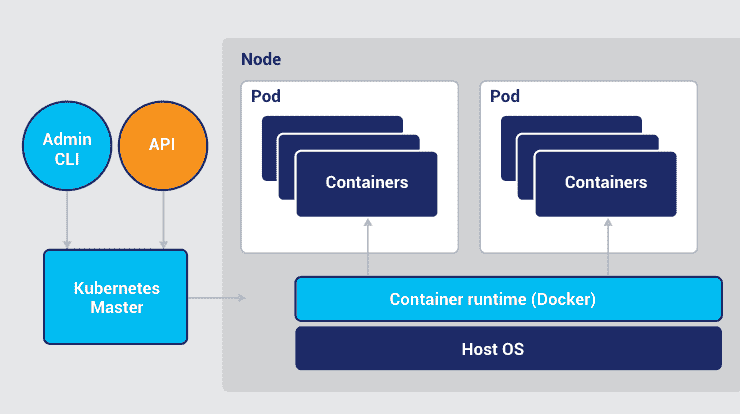 Node
Pod
Pod
Admin
CLI
API
Containers
Containers
Kubernetes
Master
Container runtime (Docker)
Host OS